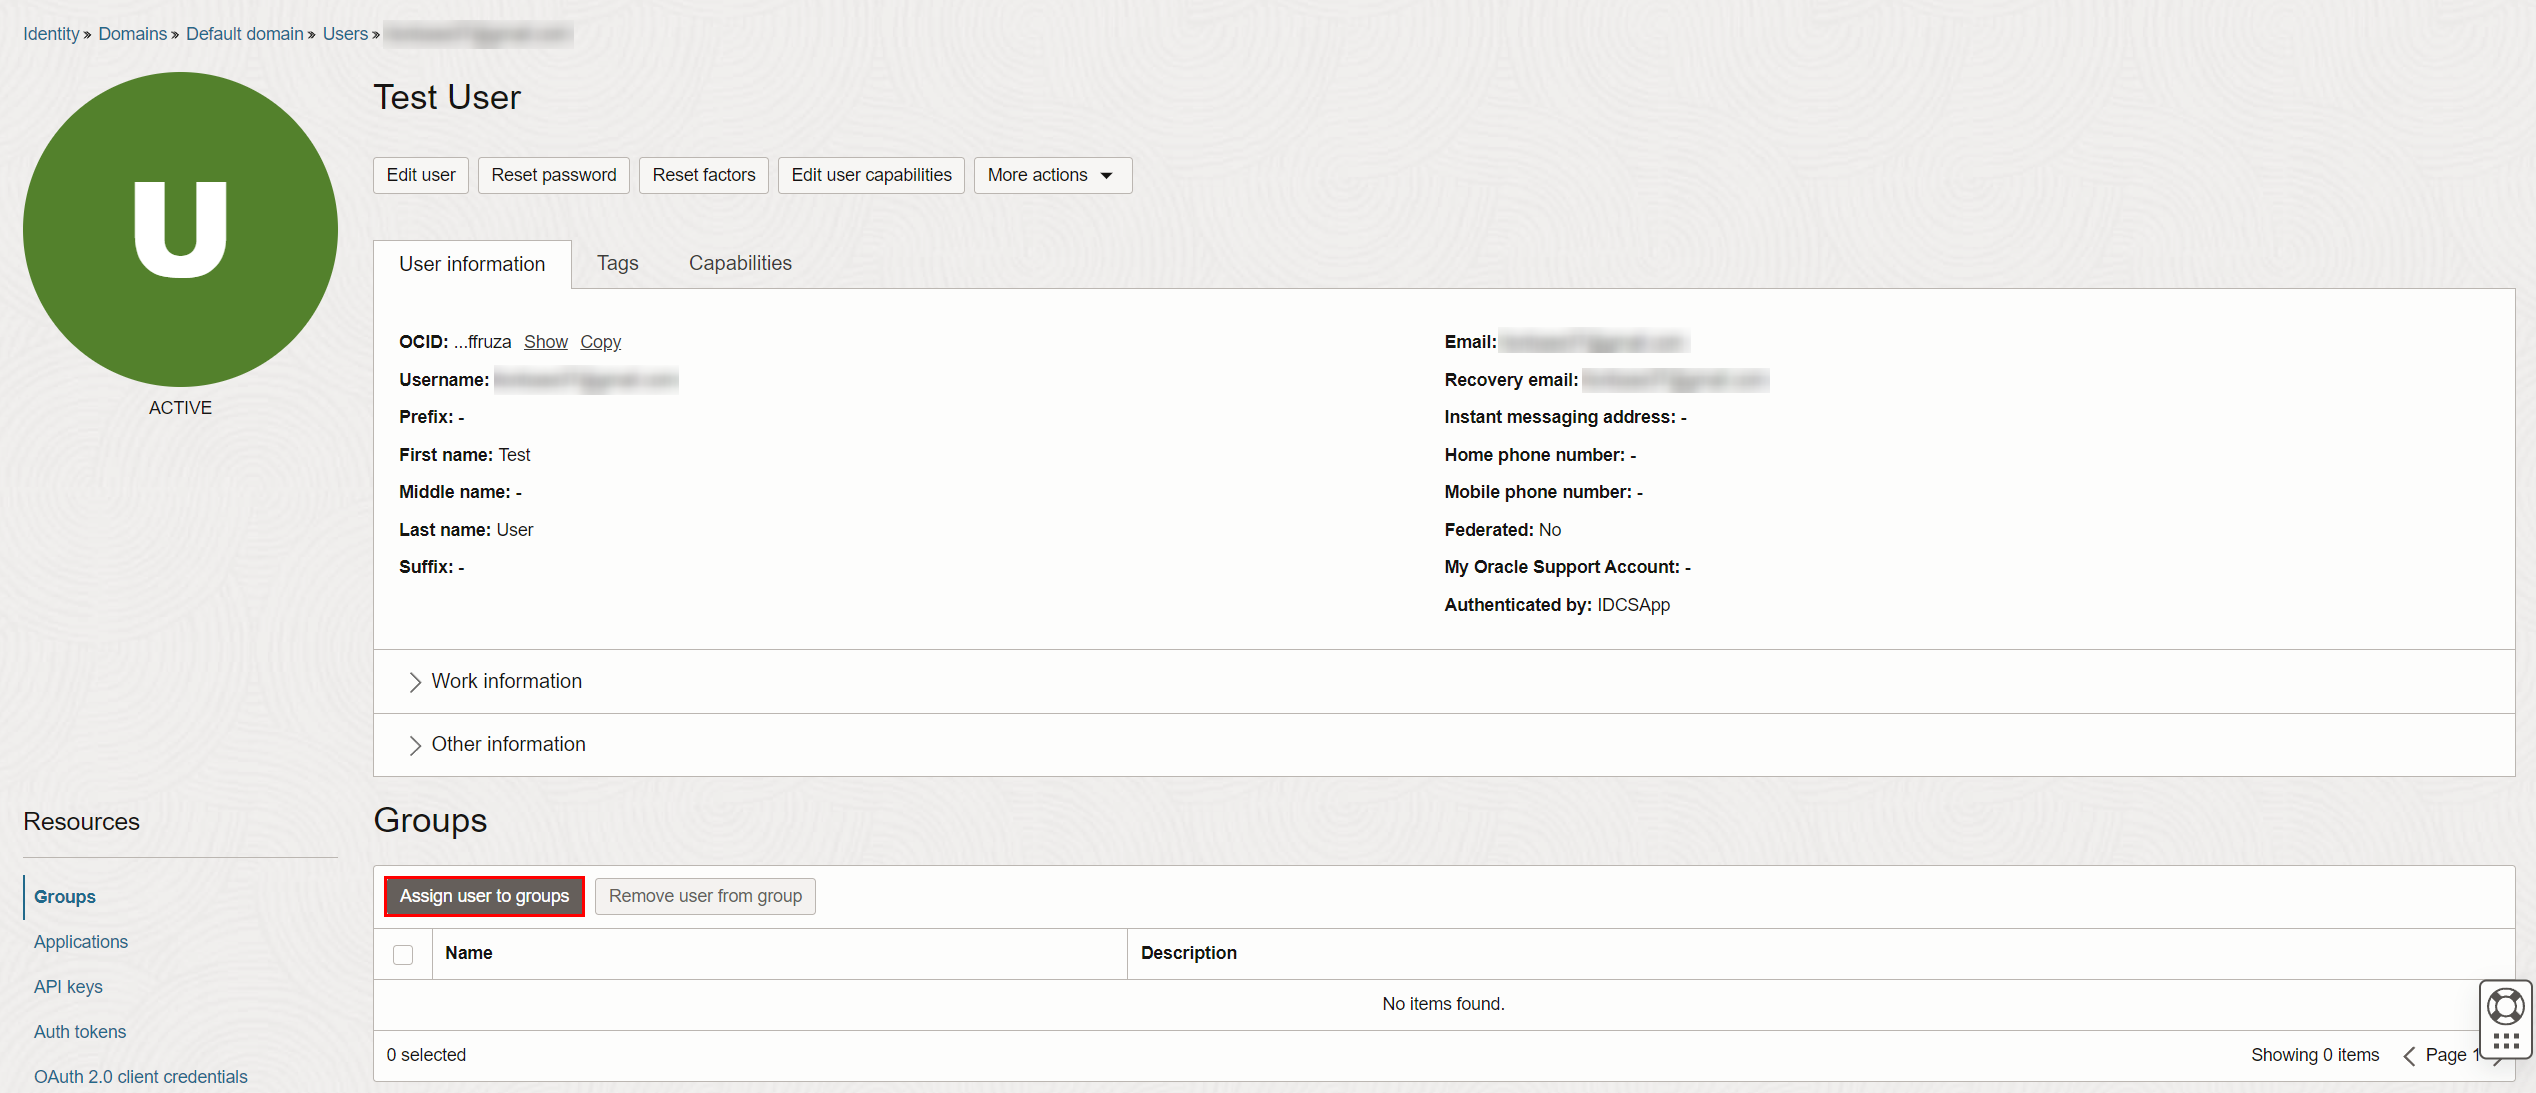 Identity » Domains » Default domain » Users »
U
ACTIVE
Test User
Edit user Reset password Reset factors Edit user capabilities More actions
User information Tags Capabilities
OCID: ...ffruza Show Copy
Username:
Prefix: -
First name: Test
Middle name: -
Last name: User
Suffix: -
Email:
Recovery email:
Instant messaging address: -
Home phone number: -
Mobile phone number: -
Federated: No
My Oracle Support Account: -
Authenticated by: IDCSApp
Work information
Other information
Resources
Groups
Applications
API keys
Auth tokens
OAuth 2.0 client credentials
Groups
Assign user to groups Remove user from group
Name Description
No items found.
0 selected Showing 0 items Page 1